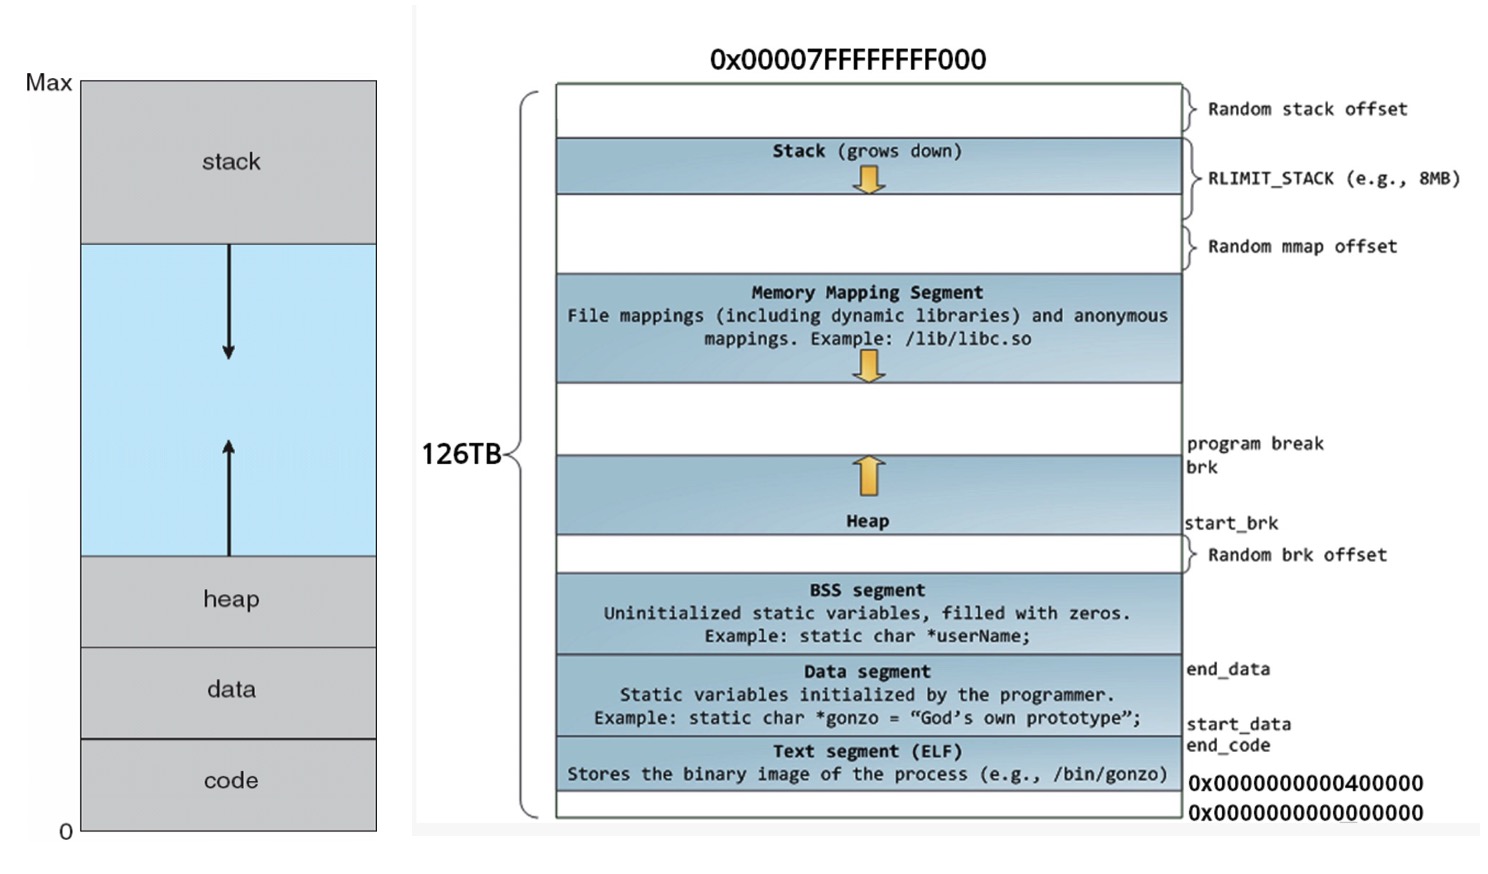 Max
stack
heap
data
code
0
0x00007FFFFFFFF000
126TB
Random stack offset
Stack (grows down)
RLIMIT_STACK (e.g., 8MB)
Random mmap offset
Memory Mapping Segment
File mappings (including dynamic libraries) and anonymous
mappings. Example: /lib/libc.so
program break
brk
Heap
start_brk
Random brk offset
BSS segment
Uninitialized static variables, filled with zeros.
Example: static char *userName;
Data segment
end_data
Static variables initialized by the programmer.
Example: static char *gonzo = “God’s own prototype”;
start_data
end_code
Text segment (ELF)
Stores the binary image of the process (e.g., /bin/gonzo)
0x0000000000400000
0x0000000000000000